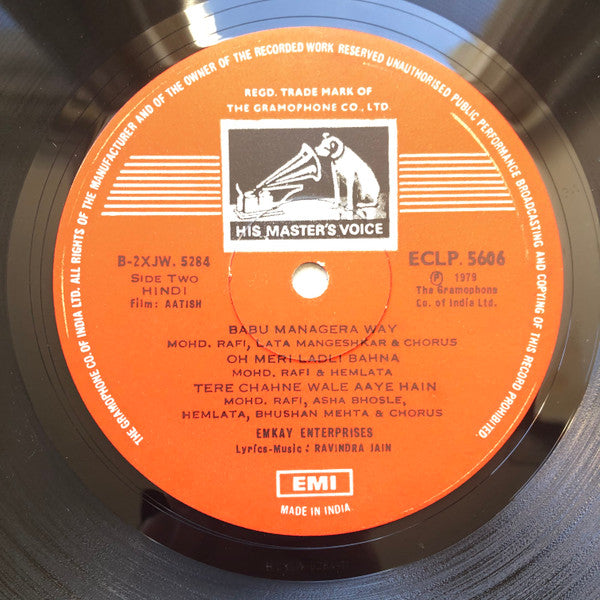 THE GRAMOPHONE CO. OF INDIA LTD. ALL RIGHTS OF THE MANUFACTURER AND OF THE OWNER OF THE RECORDED WORK RESERVED UNAUTHORISED PUBLIC PERFORMANCE BROADCASTING AND COPYING OF THIS RECORD PROHIBITED.
REGD. TRADE MARK OF
THE GRAMOPHONE CO., LTD.
HIS MASTER'S VOICE
B-2XJW. 5284
SIDE TWO
HINDI
Film: AATISH
ECLP. 5606
Ⓟ 1979
The Gramophone
Co. of India Ltd.
BABU MANAGERA WAY
MOHD. RAFI, LATA MANGESHKAR & CHORUS
OH MERI LADLI BAHNA
MOHD. RAFI & HEMLATA
TERE CHAHNE WALE AAYE HAIN
MOHD. RAFI, ASHA BHOSLE,
HEMLATA, BHUSHAN MEHTA & CHORUS
EMKAY ENTERPRISES
Lyrics-Music: RAVINDRA JAIN
EMI
MADE IN INDIA